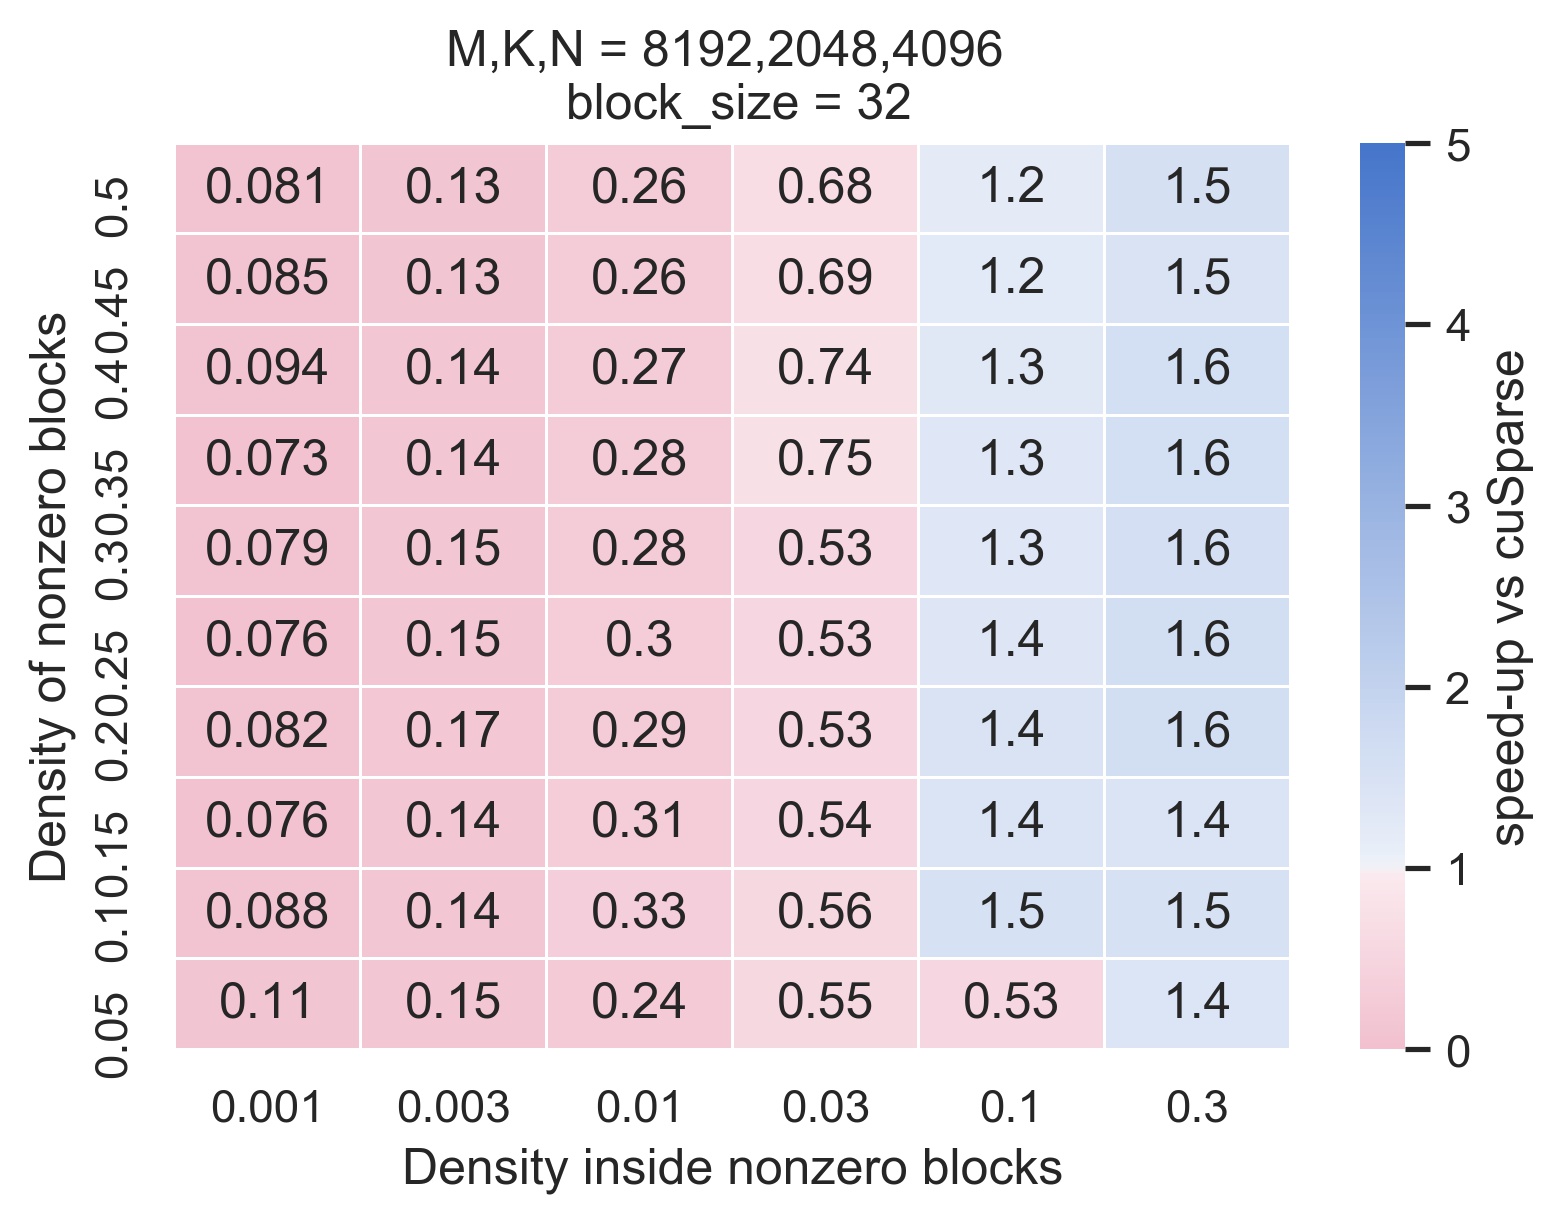 M,K,N = 8192,2048,4096
block_size = 32
Density of nonzero blocks
0.5 0.081 0.13 0.26 0.68 1.2 1.5
0.45 0.085 0.13 0.26 0.69 1.2 1.5
0.4 0.094 0.14 0.27 0.74 1.3 1.6
0.35 0.073 0.14 0.28 0.75 1.3 1.6
0.3 0.079 0.15 0.28 0.53 1.3 1.6
0.25 0.076 0.15 0.3 0.53 1.4 1.6
0.2 0.082 0.17 0.29 0.53 1.4 1.6
0.15 0.076 0.14 0.31 0.54 1.4 1.4
0.1 0.088 0.14 0.33 0.56 1.5 1.5
0.05 0.11 0.15 0.24 0.55 0.53 1.4
0.001 0.003 0.01 0.03 0.1 0.3
Density inside nonzero blocks
5
4
3
2
1
0
speed-up vs cuSparse